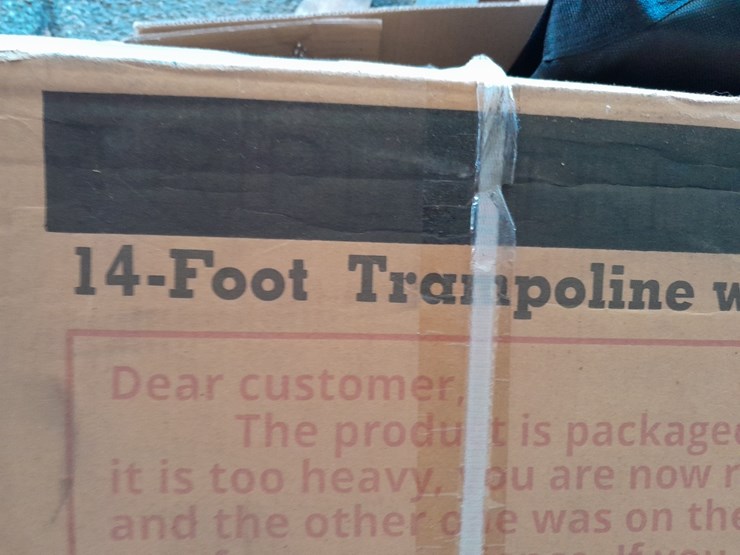 14-Foot Trampoline w
Dear customer,
The product is package
it is too heavy, you are now r
and the other one was on the